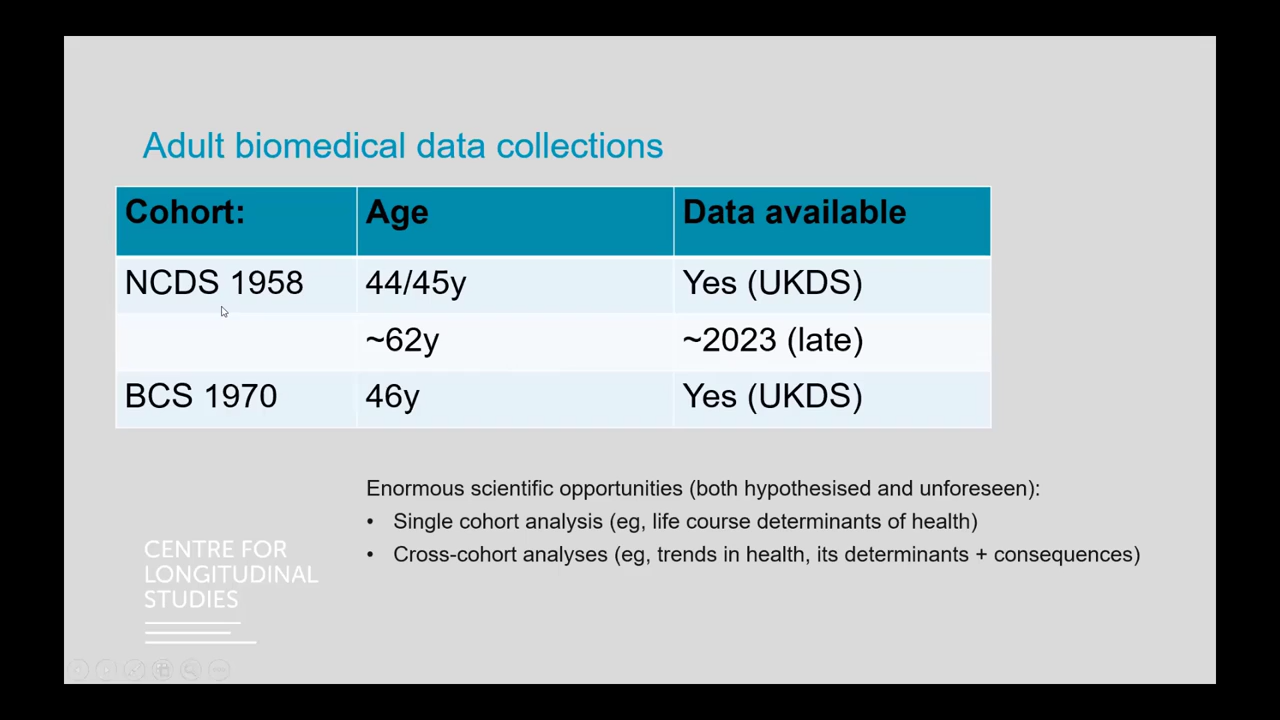 Adult biomedical data collections
Cohort: Age Data available
NCDS 1958 44/45y Yes (UKDS)
~62y ~2023 (late)
BCS 1970 46y Yes (UKDS)
Enormous scientific opportunities (both hypothesised and unforeseen):
• Single cohort analysis (eg, life course determinants of health)
• Cross-cohort analyses (eg, trends in health, its determinants + consequences)
CENTRE FOR
LONGITUDINAL
STUDIES